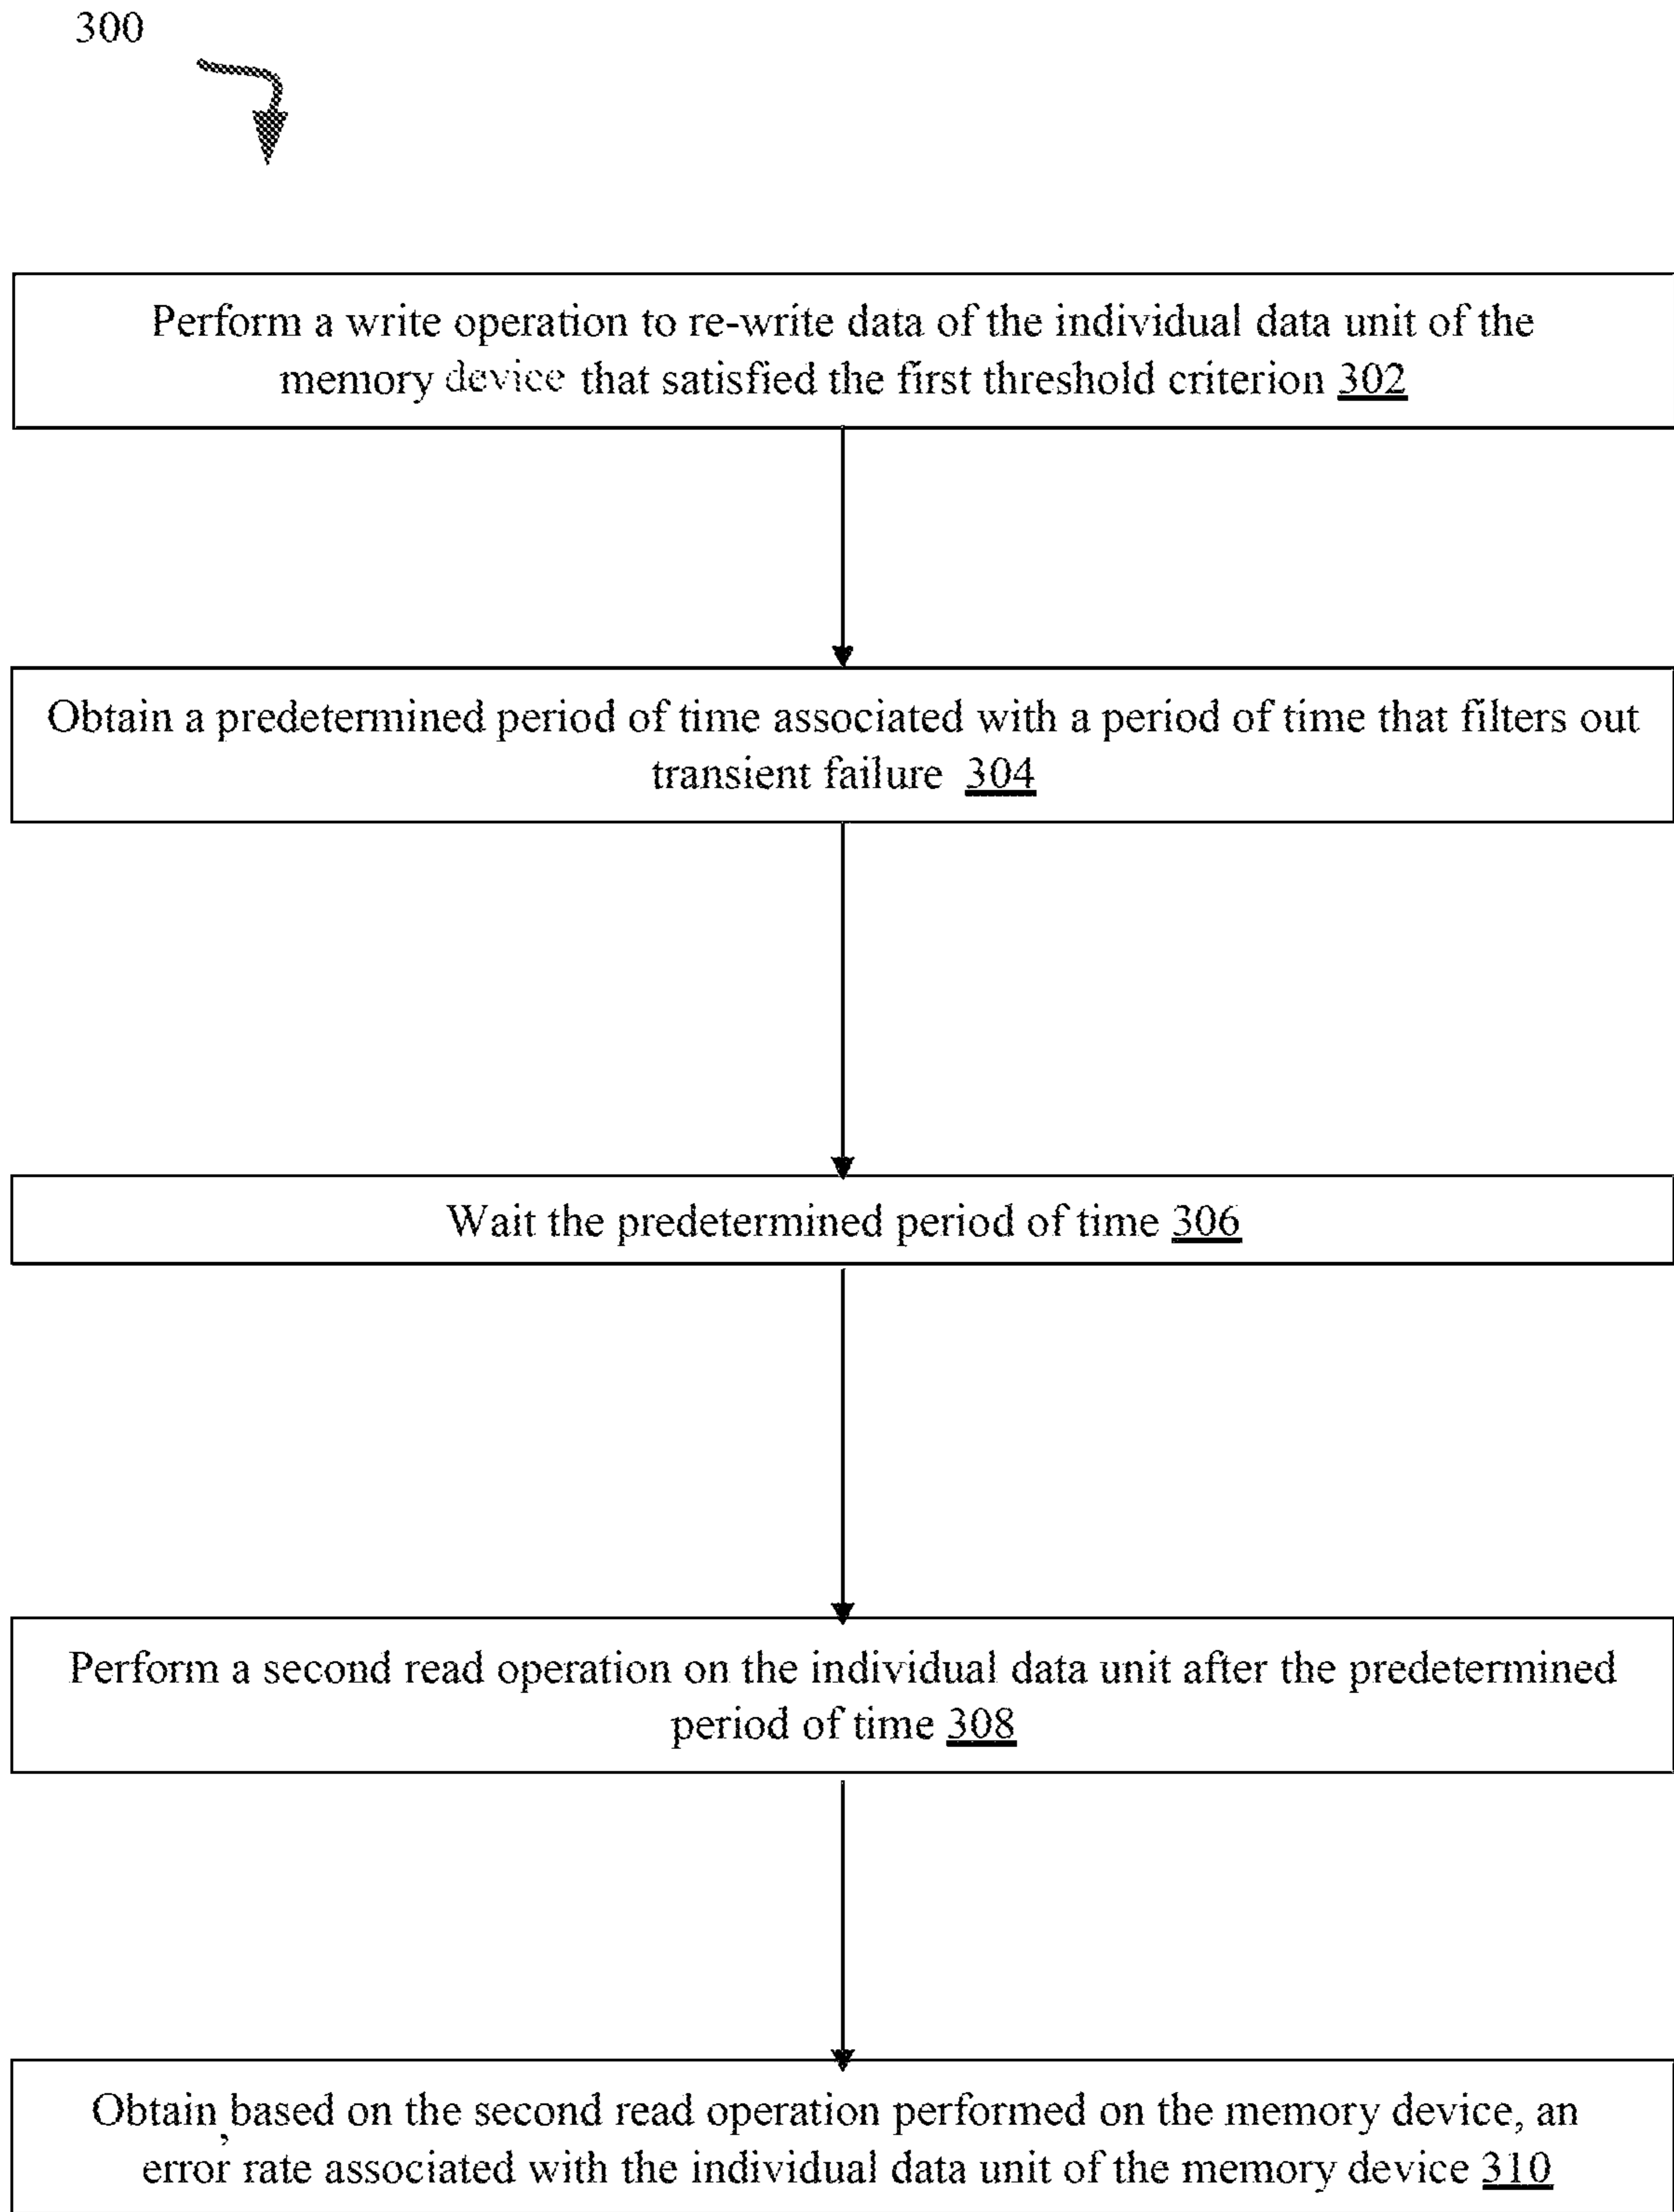 300
Perform a write operation to re-write data of the individual data unit of the
memory device that satisfied the first threshold criterion 302
Obtain a predetermined period of time associated with a period of time that filters out
transient failure 304
Wait the predetermined period of time 306
Perform a second read operation on the individual data unit after the predetermined
period of time 308
Obtain, based on the second read operation performed on the memory device, an
error rate associated with the individual data unit of the memory device 310